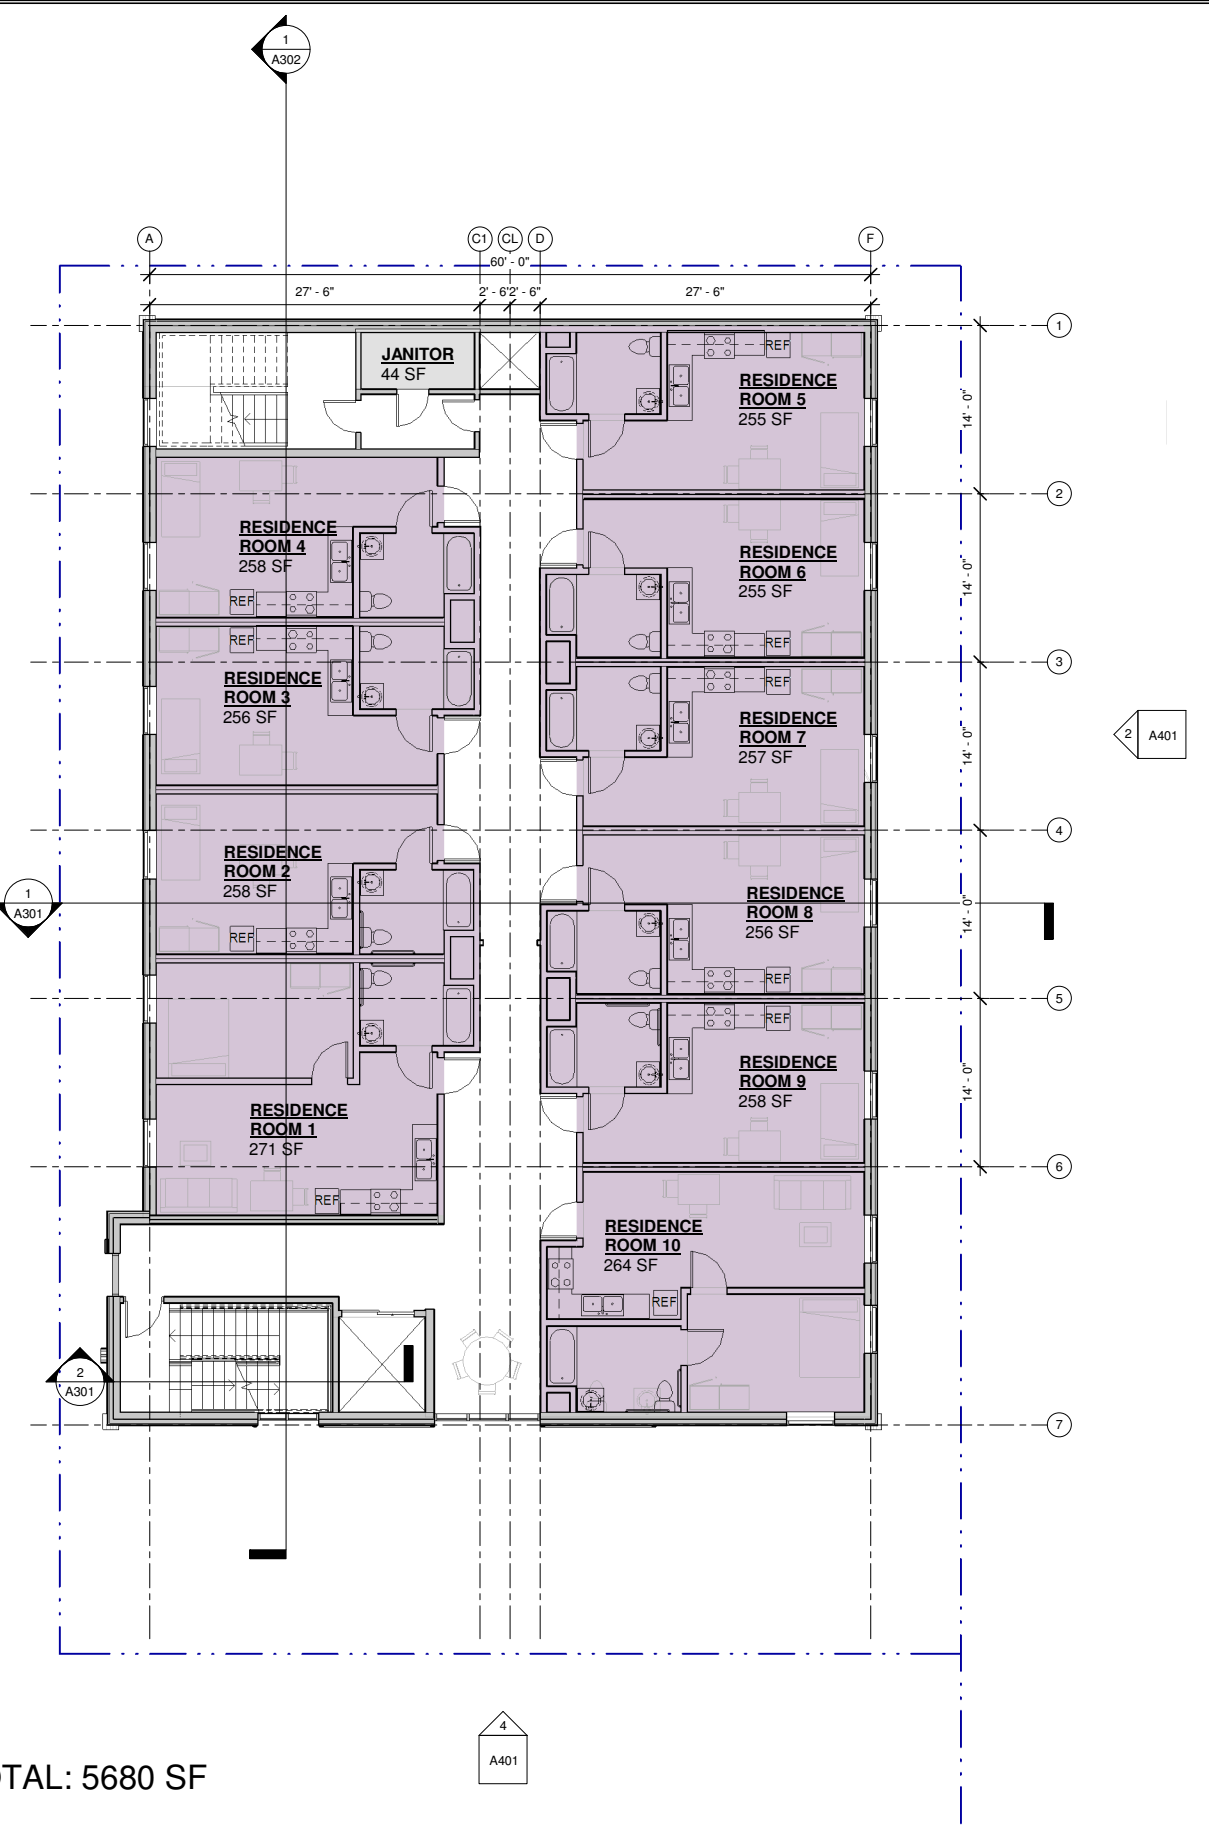 1
A302
A
C1
CL
D
F
60' - 0"
27' - 6"
2' - 6"
2' - 6"
27' - 6"
1
JANITOR
44 SF
REF
RESIDENCE
ROOM 5
255 SF
14' - 0"
2
RESIDENCE
ROOM 4
258 SF
REF
RESIDENCE
ROOM 6
255 SF
REF
14' - 0"
3
REF
RESIDENCE
ROOM 3
256 SF
REF
RESIDENCE
ROOM 7
257 SF
14' - 0"
2
A401
4
RESIDENCE
ROOM 2
258 SF
REF
RESIDENCE
ROOM 8
256 SF
REF
14' - 0"
1
A301
5
REF
RESIDENCE
ROOM 9
258 SF
14' - 0"
RESIDENCE
ROOM 1
271 SF
REF
6
RESIDENCE
ROOM 10
264 SF
REF
2
A301
7
4
A401
OTAL: 5680 SF